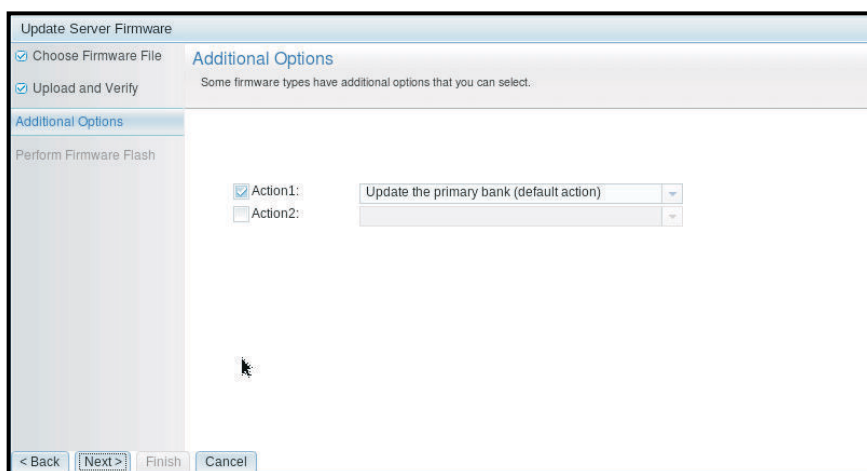 Update Server Firmware
Choose Firmware File
Upload and Verify
Additional Options
Perform Firmware Flash
Additional Options
Some firmware types have additional options that you can select.
Action1:
Update the primary bank (default action)
Action2:
< Back
Next >
Finish
Cancel